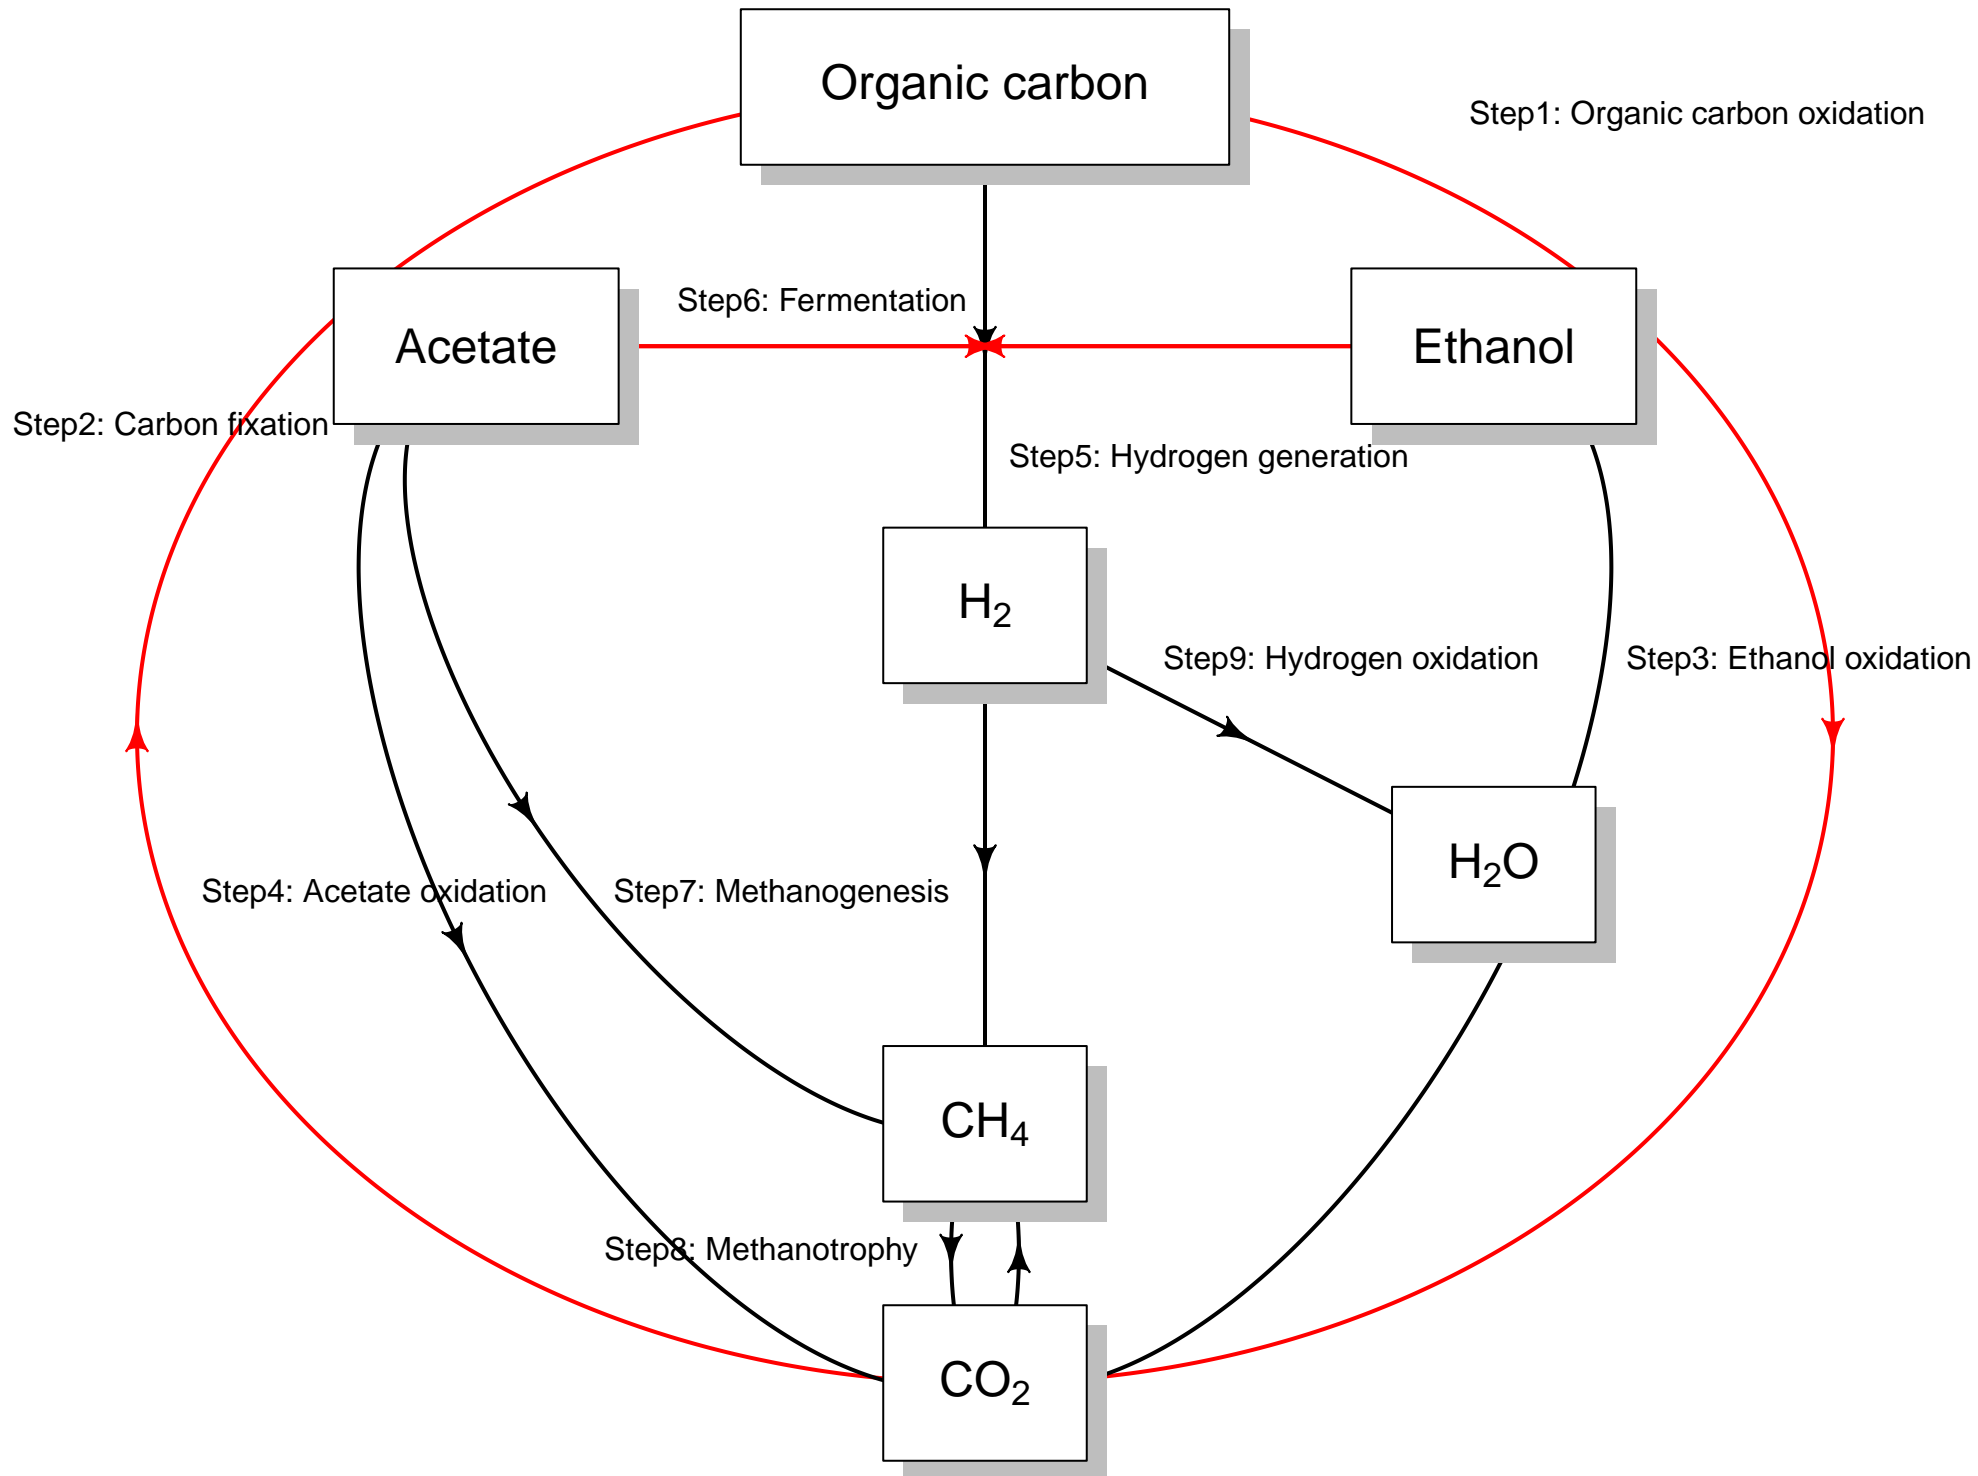 Organic carbon
Step1: Organic carbon oxidation
Step6: Fermentation
Acetate
Ethanol
Step2: Carbon fixation
Step5: Hydrogen generation
H₂
Step9: Hydrogen oxidation
Step3: Ethanol oxidation
H₂O
Step4: Acetate oxidation
Step7: Methanogenesis
CH₄
Step8: Methanotrophy
CO₂